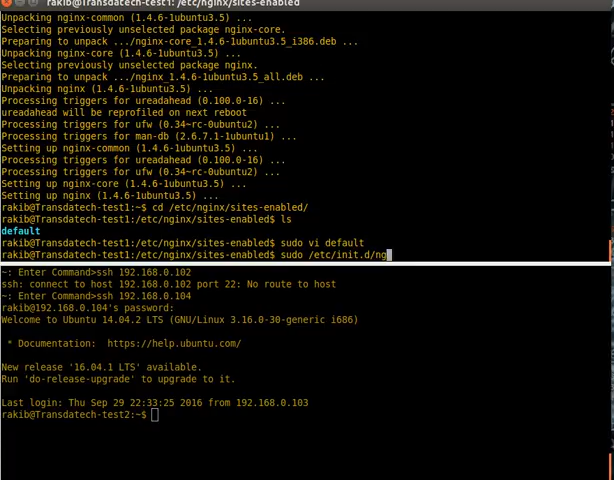 rakib@Transdatech-test1: /etc/nginx/sites-enabled
Unpacking nginx-common (1.4.6-1ubuntu3.5) ...
Selecting previously unselected package nginx-core.
Preparing to unpack .../nginx-core_1.4.6-1ubuntu3.5_i386.deb ...
Unpacking nginx-core (1.4.6-1ubuntu3.5) ...
Selecting previously unselected package nginx.
Preparing to unpack .../nginx_1.4.6-1ubuntu3.5_all.deb ...
Unpacking nginx (1.4.6-1ubuntu3.5) ...
Processing triggers for ureadahead (0.100.0-16) ...
ureadahead will be reprofiled on next reboot
Processing triggers for ufw (0.34~rc-0ubuntu2) ...
Processing triggers for man-db (2.6.7.1-1ubuntu1) ...
Setting up nginx-common (1.4.6-1ubuntu3.5) ...
Processing triggers for ureadahead (0.100.0-16) ...
Processing triggers for ufw (0.34~rc-0ubuntu2) ...
Setting up nginx-core (1.4.6-1ubuntu3.5) ...
Setting up nginx (1.4.6-1ubuntu3.5) ...
rakib@Transdatech-test1:~$ cd /etc/nginx/sites-enabled/
rakib@Transdatech-test1:/etc/nginx/sites-enabled$ ls
default
rakib@Transdatech-test1:/etc/nginx/sites-enabled$ sudo vi default
rakib@Transdatech-test1:/etc/nginx/sites-enabled$ sudo /etc/init.d/ng
~: Enter Command>ssh 192.168.0.102
ssh: connect to host 192.168.0.102 port 22: No route to host
~: Enter Command>ssh 192.168.0.104
rakib@192.168.0.104's password:
Welcome to Ubuntu 14.04.2 LTS (GNU/Linux 3.16.0-30-generic i686)
* Documentation:  https://help.ubuntu.com/
New release '16.04.1 LTS' available.
Run 'do-release-upgrade' to upgrade to it.
Last login: Thu Sep 29 22:33:25 2016 from 192.168.0.103
rakib@Transdatech-test2:~$